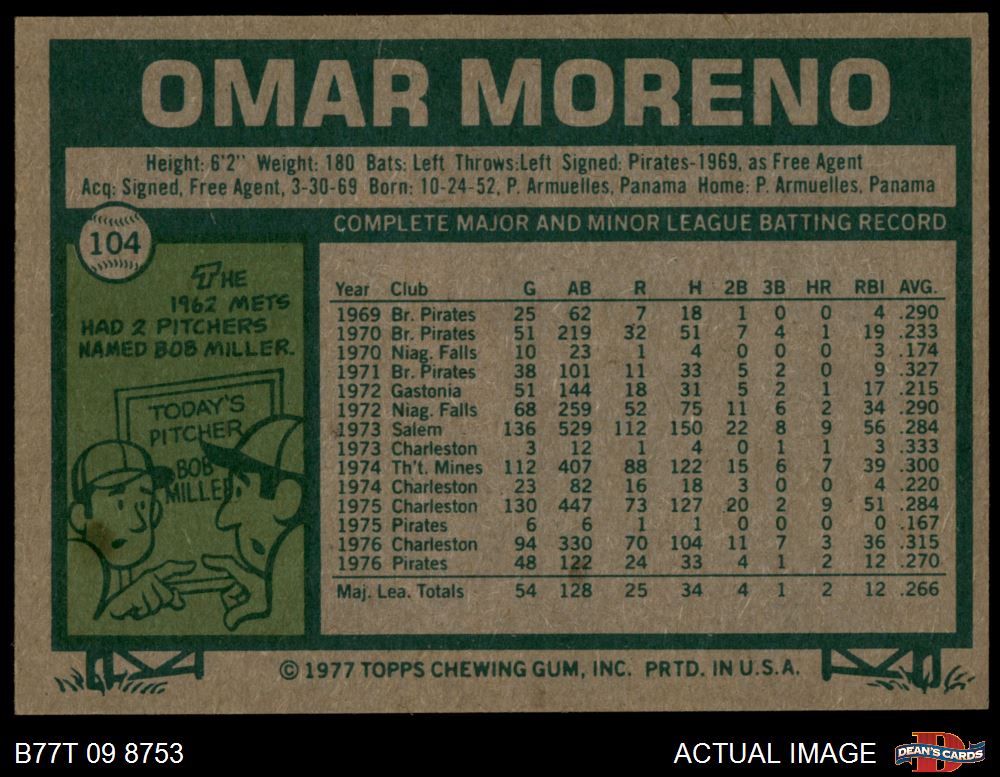 OMAR MORENO
Height: 6'2" Weight: 180 Bats: Left Throws:Left Signed: Pirates-1969, as Free Agent
Acq: Signed, Free Agent, 3-30-69 Born: 10-24-52, P. Armuelles, Panama Home: P. Armuelles, Panama
104
THE
1962 METS
HAD 2 PITCHERS
NAMED BOB MILLER.
TODAY'S
PITCHER
BOB
MILLER
COMPLETE MAJOR AND MINOR LEAGUE BATTING RECORD
Year Club G AB R H 2B 3B HR RBI AVG.
1969 Br. Pirates 25 62 7 18 1 0 0 4 .290
1970 Br. Pirates 51 219 32 51 7 4 1 19 .233
1970 Niag. Falls 10 23 1 4 0 0 0 3 .174
1971 Br. Pirates 38 101 11 33 5 2 0 9 .327
1972 Gastonia 51 144 18 31 5 2 1 17 .215
1972 Niag. Falls 68 259 52 75 11 6 2 34 .290
1973 Salem 136 529 112 150 22 8 9 56 .284
1973 Charleston 3 12 1 4 0 1 1 3 .333
1974 Th't. Mines 112 407 88 122 15 6 7 39 .300
1974 Charleston 23 82 16 18 3 0 0 4 .220
1975 Charleston 130 447 73 127 20 2 9 51 .284
1975 Pirates 6 6 1 1 0 0 0 0 .167
1976 Charleston 94 330 70 104 11 7 3 36 .315
1976 Pirates 48 122 24 33 4 1 2 12 .270
Maj. Lea. Totals 54 128 25 34 4 1 2 12 .266
© 1977 TOPPS CHEWING GUM, INC. PRTD. IN U.S.A.
B77T 09 8753
ACTUAL IMAGE
D
DEAN'S CARDS